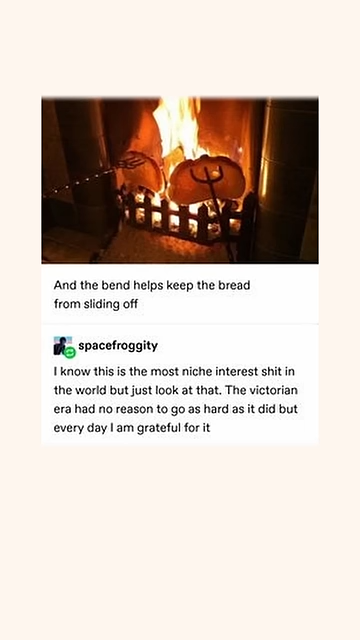 And the bend helps keep the bread
from sliding off
spacefroggity
I know this is the most niche interest shit in
the world but just look at that. The victorian
era had no reason to go as hard as it did but
every day I am grateful for it